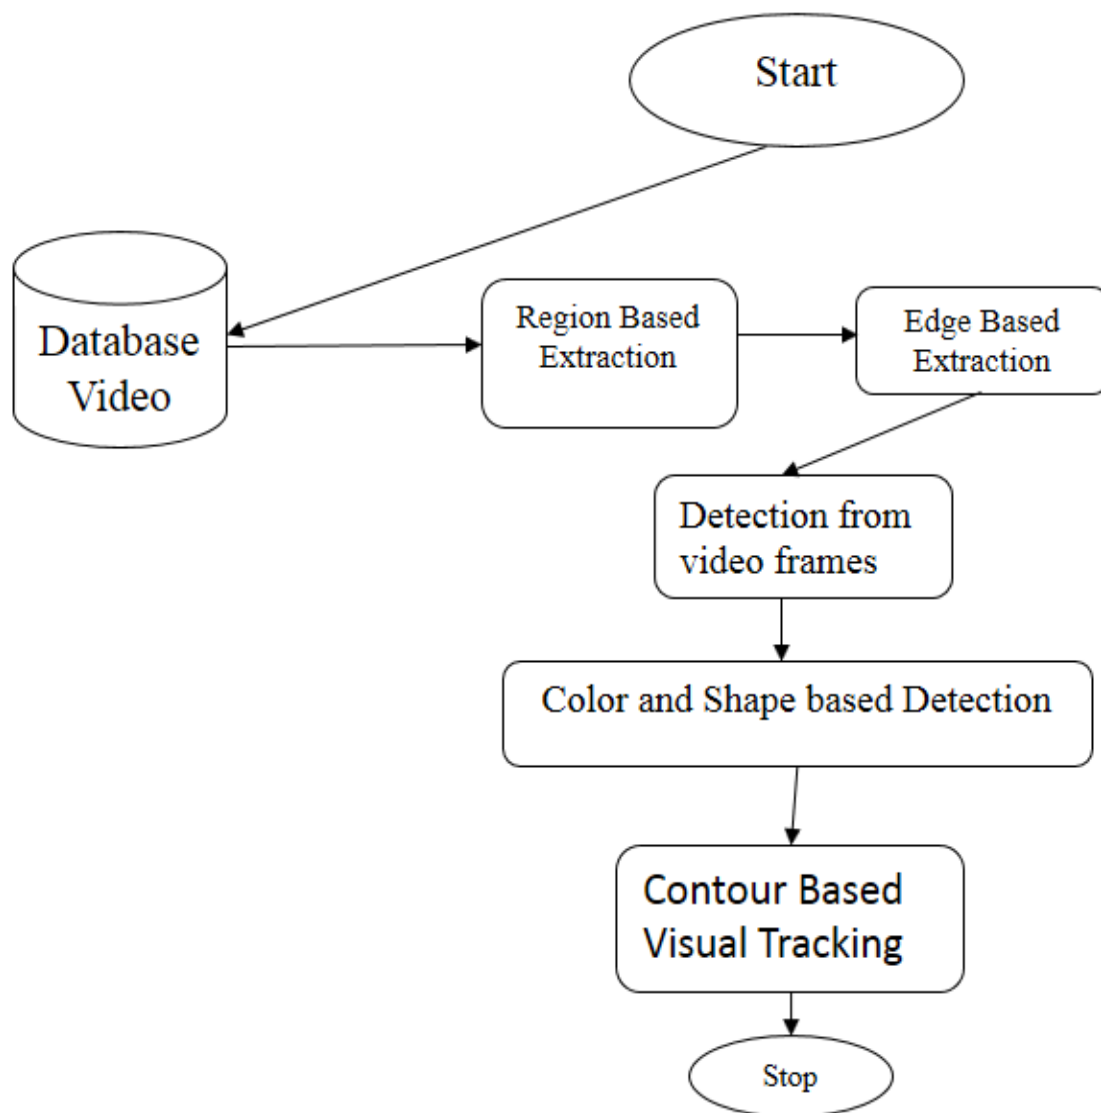 Start
Database
Video
Region Based
Extraction
Edge Based
Extraction
Detection from
video frames
Color and Shape based Detection
Contour Based
Visual Tracking
Stop